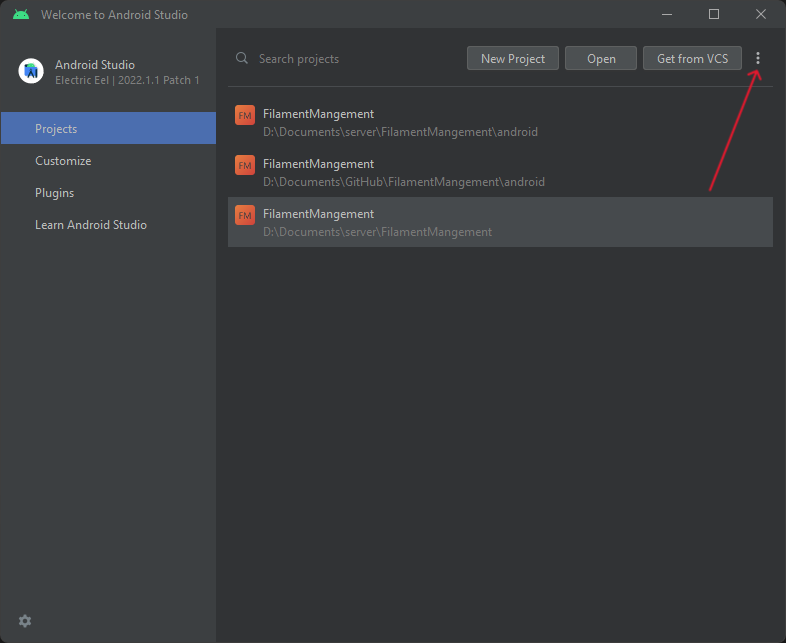 Welcome to Android Studio
Android Studio
Electric Eel | 2022.1.1 Patch 1
Projects
Customize
Plugins
Learn Android Studio
Search projects
New Project
Open
Get from VCS
FM
FilamentMangement
D:\Documents\server\FilamentMangement\android
FM
FilamentMangement
D:\Documents\GitHub\FilamentMangement\android
FM
FilamentMangement
D:\Documents\server\FilamentMangement